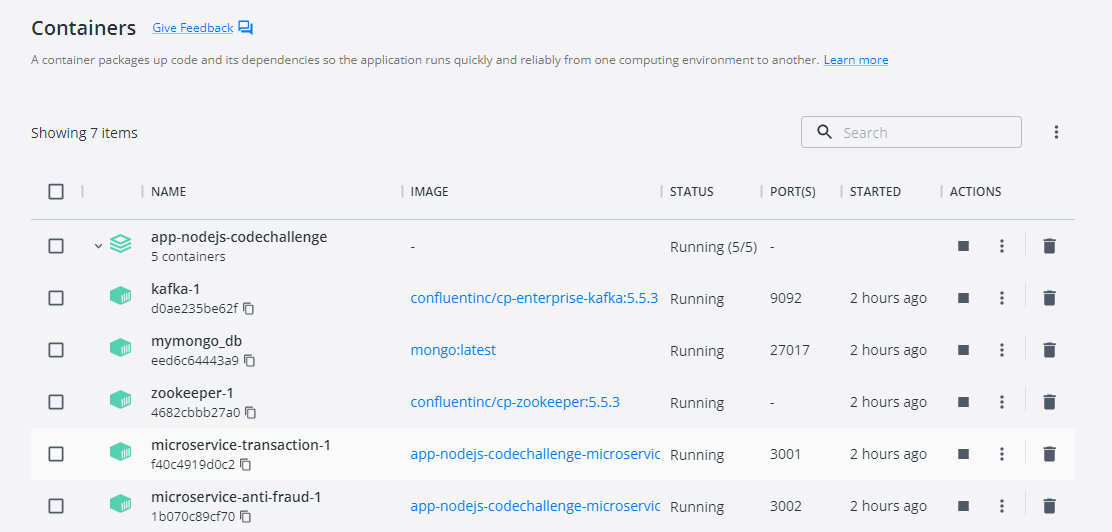 Containers Give Feedback
A container packages up code and its dependencies so the application runs quickly and reliably from one computing environment to another. Learn more
Showing 7 items Search
NAME IMAGE STATUS PORT(S) STARTED ACTIONS
app-nodejs-codechallenge
5 containers
- Running (5/5) -
kafka-1
d0ae235be62f
confluentinc/cp-enterprise-kafka:5.5.3 Running 9092 2 hours ago
mymongo_db
eed6c64443a9
mongo:latest Running 27017 2 hours ago
zookeeper-1
4682cbbb27a0
confluentinc/cp-zookeeper:5.5.3 Running - 2 hours ago
microservice-transaction-1
f40c4919d0c2
app-nodejs-codechallenge-microservic Running 3001 2 hours ago
microservice-anti-fraud-1
1b070c89cf70
app-nodejs-codechallenge-microservic Running 3002 2 hours ago